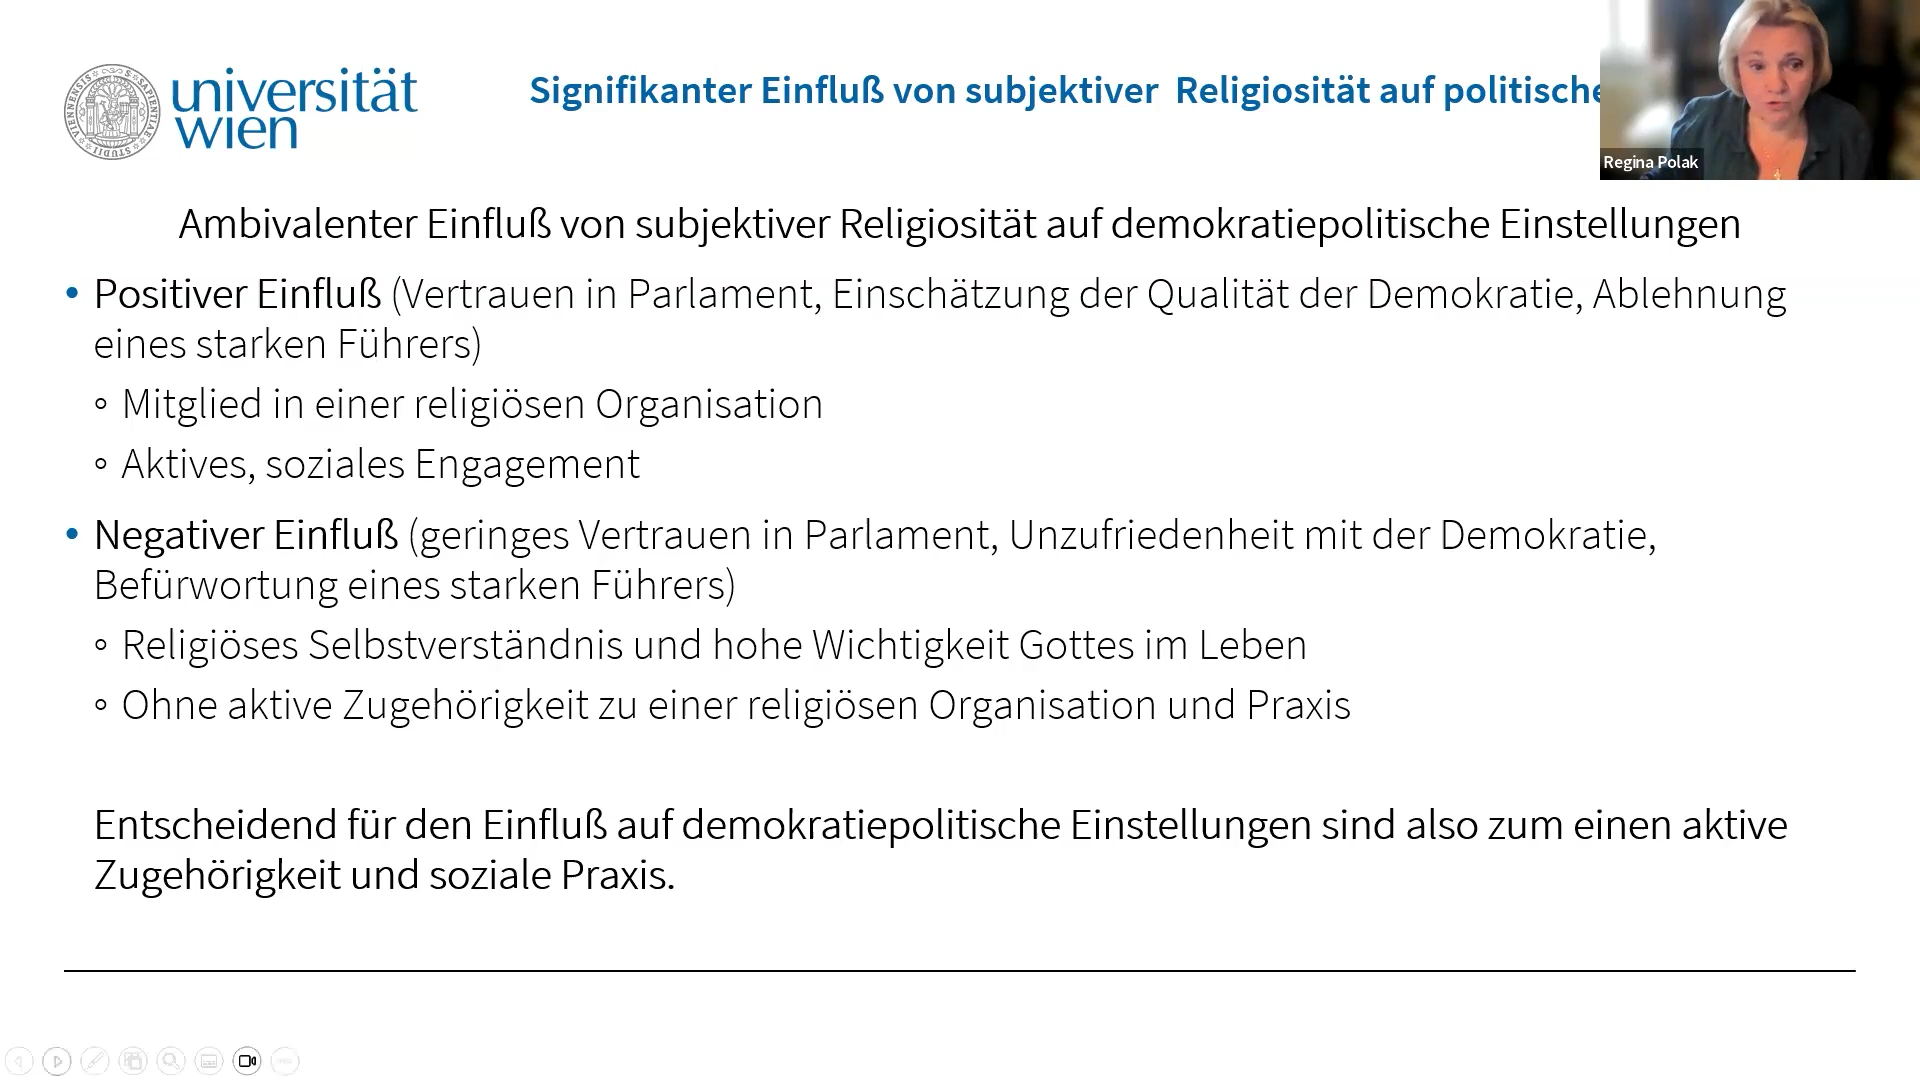 universität
wien
Signifikanter Einfluß von subjektiver Religiosität auf politische
Regina Polak
Ambivalenter Einfluß von subjektiver Religiosität auf demokratiepolitische Einstellungen
• Positiver Einfluß (Vertrauen in Parlament, Einschätzung der Qualität der Demokratie, Ablehnung
eines starken Führers)
◦ Mitglied in einer religiösen Organisation
◦ Aktives, soziales Engagement
• Negativer Einfluß (geringes Vertrauen in Parlament, Unzufriedenheit mit der Demokratie,
Befürwortung eines starken Führers)
◦ Religiöses Selbstverständnis und hohe Wichtigkeit Gottes im Leben
◦ Ohne aktive Zugehörigkeit zu einer religiösen Organisation und Praxis
Entscheidend für den Einfluß auf demokratiepolitische Einstellungen sind also zum einen aktive
Zugehörigkeit und soziale Praxis.